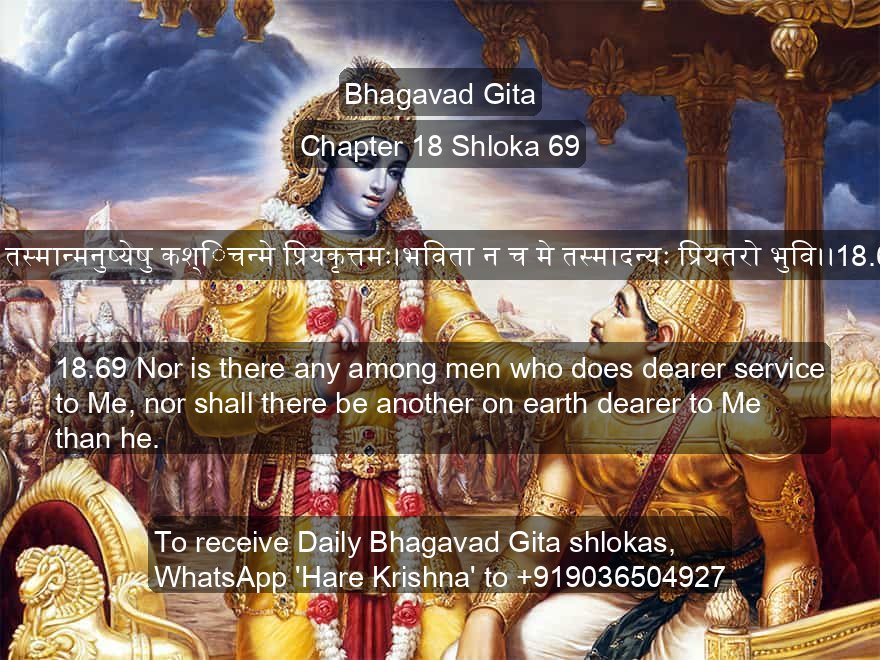 Bhagavad Gita
Chapter 18 Shloka 69
तस्मान्मनुष्येषु कश्िचन्मे प्रियकृत्तमः।भविता न च मे तस्मादन्यः प्रियतरो भुवि।।18.
18.69 Nor is there any among men who does dearer service
to Me, nor shall there be another on earth dearer to Me
than he.
To receive Daily Bhagavad Gita shlokas,
WhatsApp 'Hare Krishna' to +919036504927